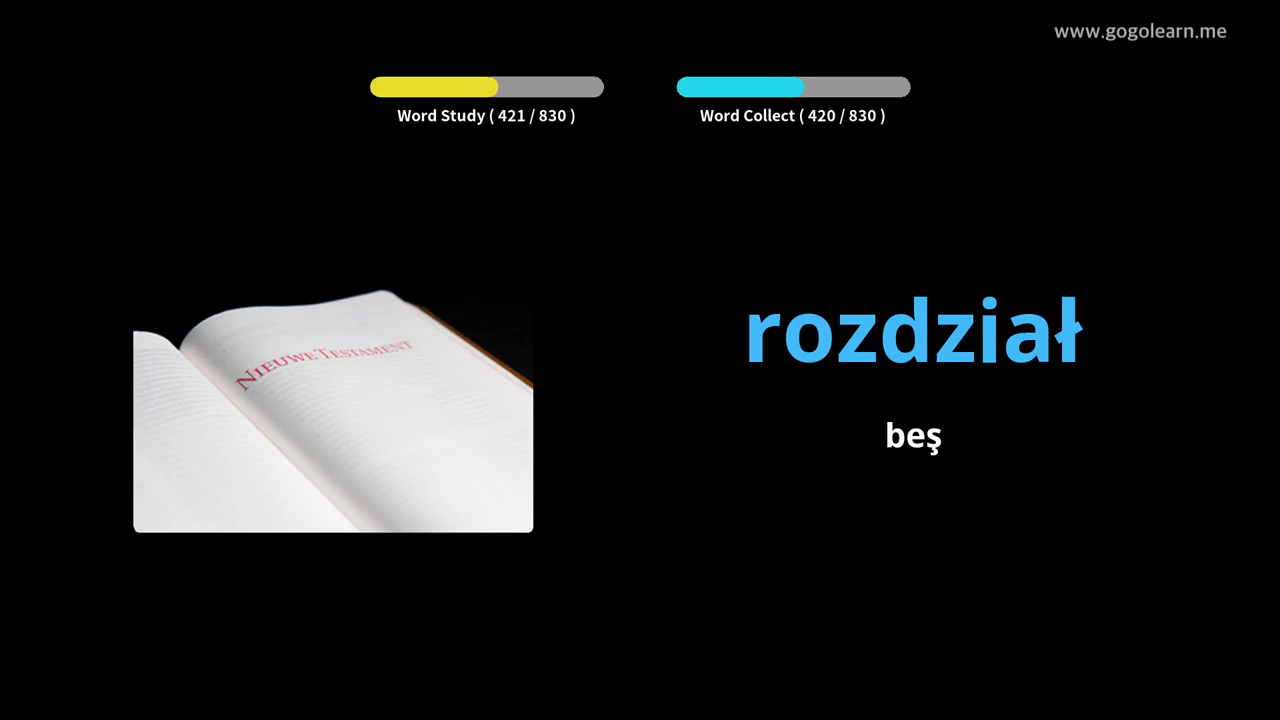 www.gogolearn.me
Word Study ( 421 / 830 )
Word Collect ( 420 / 830 )
NIEUWE TESTAMENT
rozdział
beş